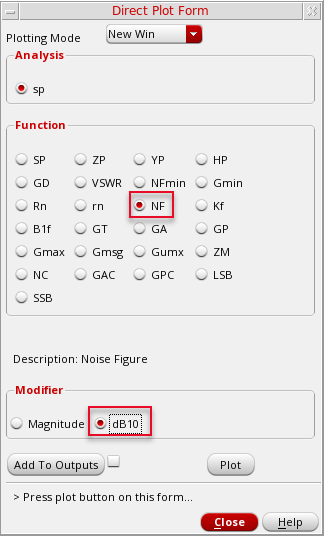 Direct Plot Form
Plotting Mode New Win
Analysis
sp
Function
SP ZP YP HP
GD VSWR NFmin Gmin
Rn rn NF Kf
B1f GT GA GP
Gmax Gmsg Gumx ZM
NC GAC GPC LSB
SSB
Description: Noise Figure
Modifier
Magnitude dB10
Add To Outputs Plot
> Press plot button on this form...
Close Help